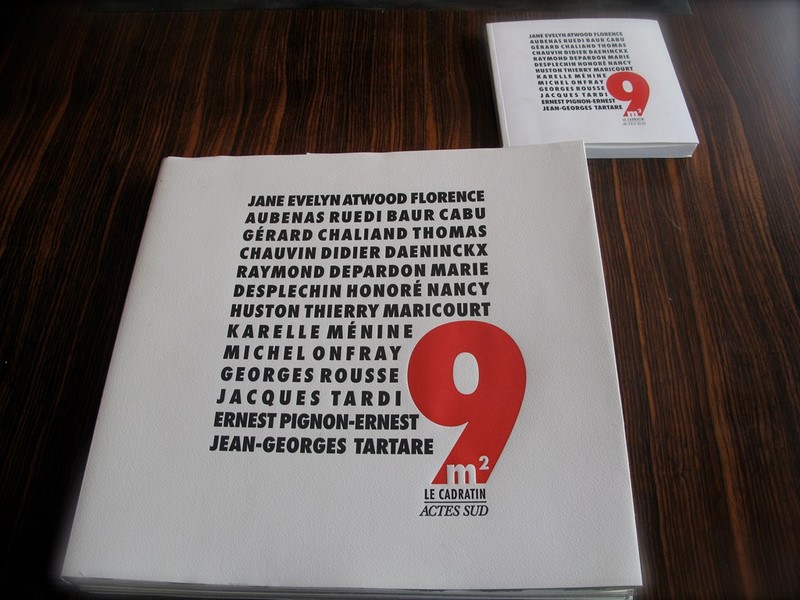 JANE EVELYN ATWOOD FLORENCE
AUBENAS RUEDI BAUR CABU
GÉRARD CHALIAND THOMAS
CHAUVIN DIDIER DAENINCKX
RAYMOND DEPARDON MARIE
DESPLECHIN HONORÉ NANCY
HUSTON THIERRY MARICOURT
KARELLE MÉNINE
MICHEL ONFRAY
GEORGES ROUSSE
JACQUES TARDI
ERNEST PIGNON-ERNEST
JEAN-GEORGES TARTARE
9
m²
LE CADRATIN
ACTES SUD
JANE EVELYN ATWOOD FLORENCE
AUBENAS RUEDI BAUR CABU
GÉRARD CHALIAND THOMAS
CHAUVIN DIDIER DAENINCKX
RAYMOND DEPARDON MARIE
DESPLECHIN HONORÉ NANCY
HUSTON THIERRY MARICOURT
KARELLE MÉNINE
MICHEL ONFRAY
GEORGES ROUSSE
JACQUES TARDI
ERNEST PIGNON-ERNEST
JEAN-GEORGES TARTARE
9
m²
LE CADRATIN
ACTES SUD